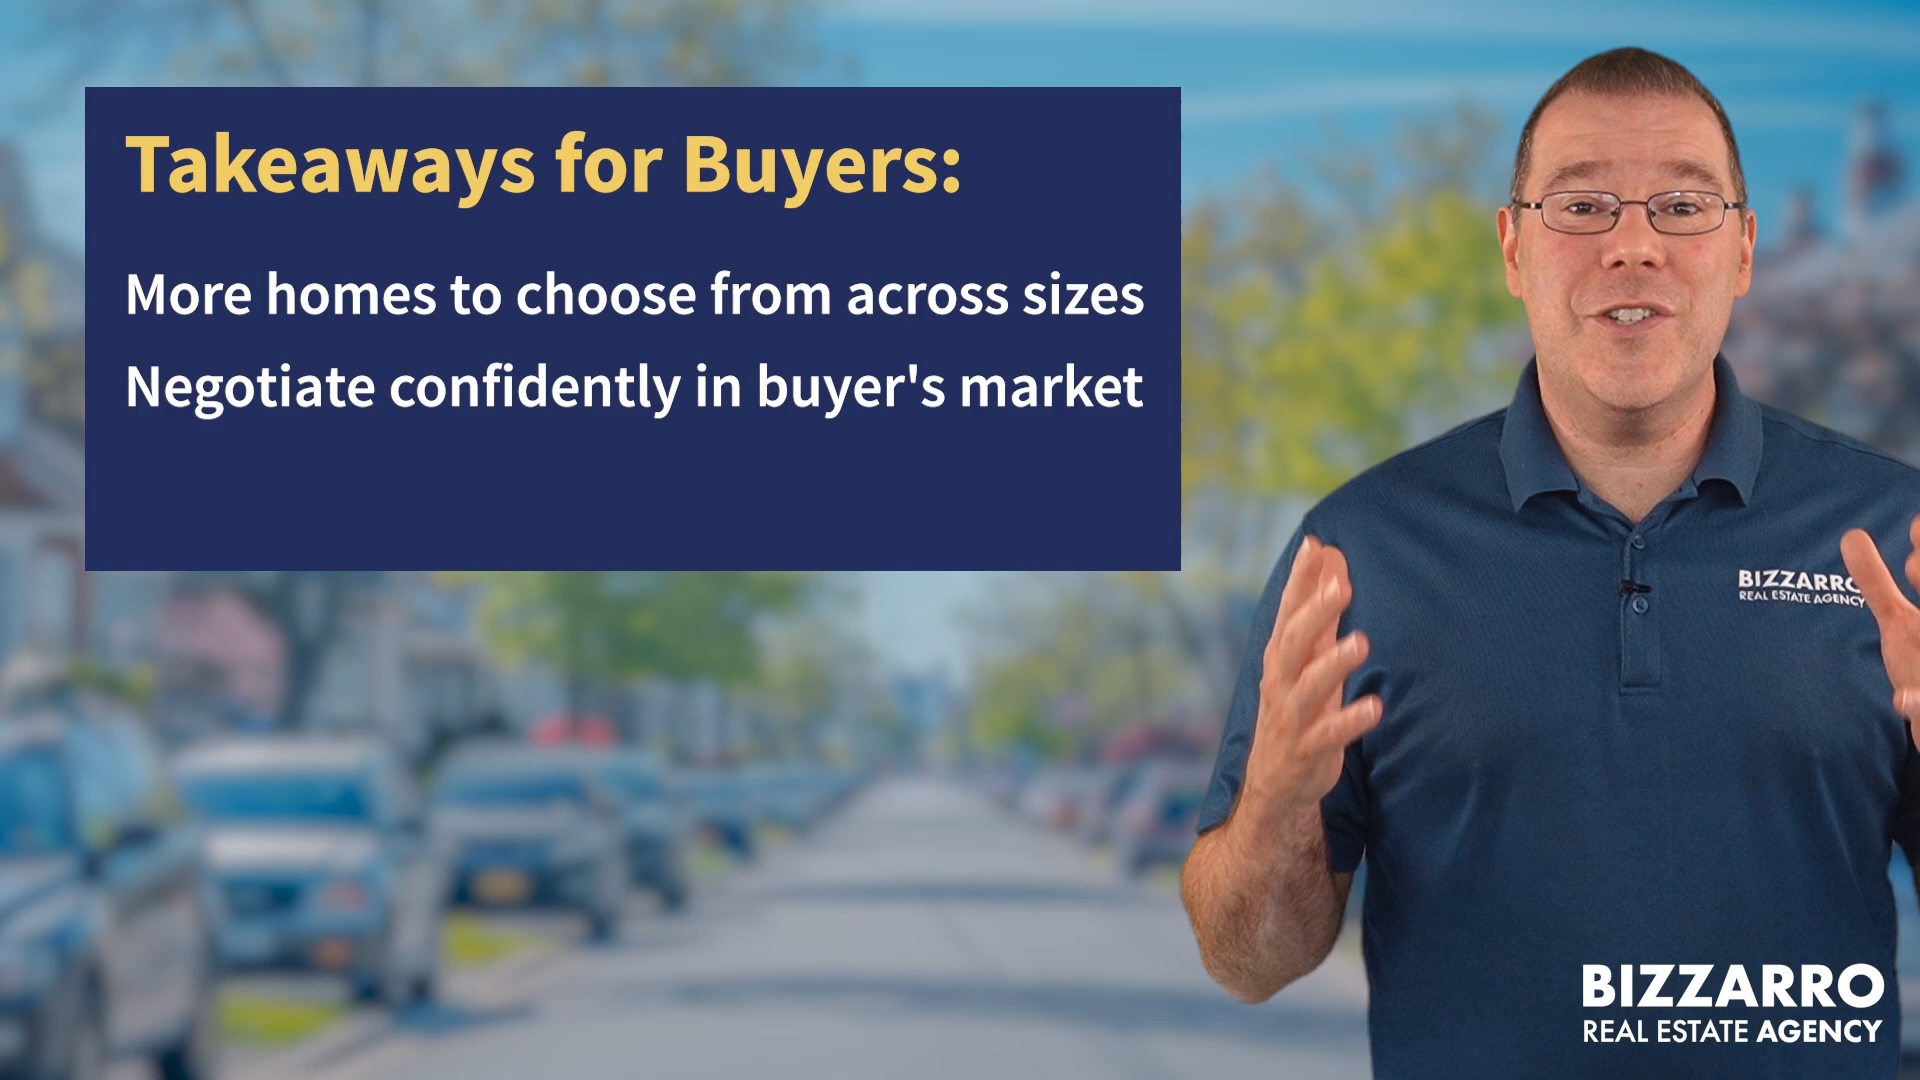 Takeaways for Buyers:
More homes to choose from across sizes
Negotiate confidently in buyer's market
BIZZARRO
REAL ESTATE AGENCY
BIZZARRO
REAL ESTATE AGENCY